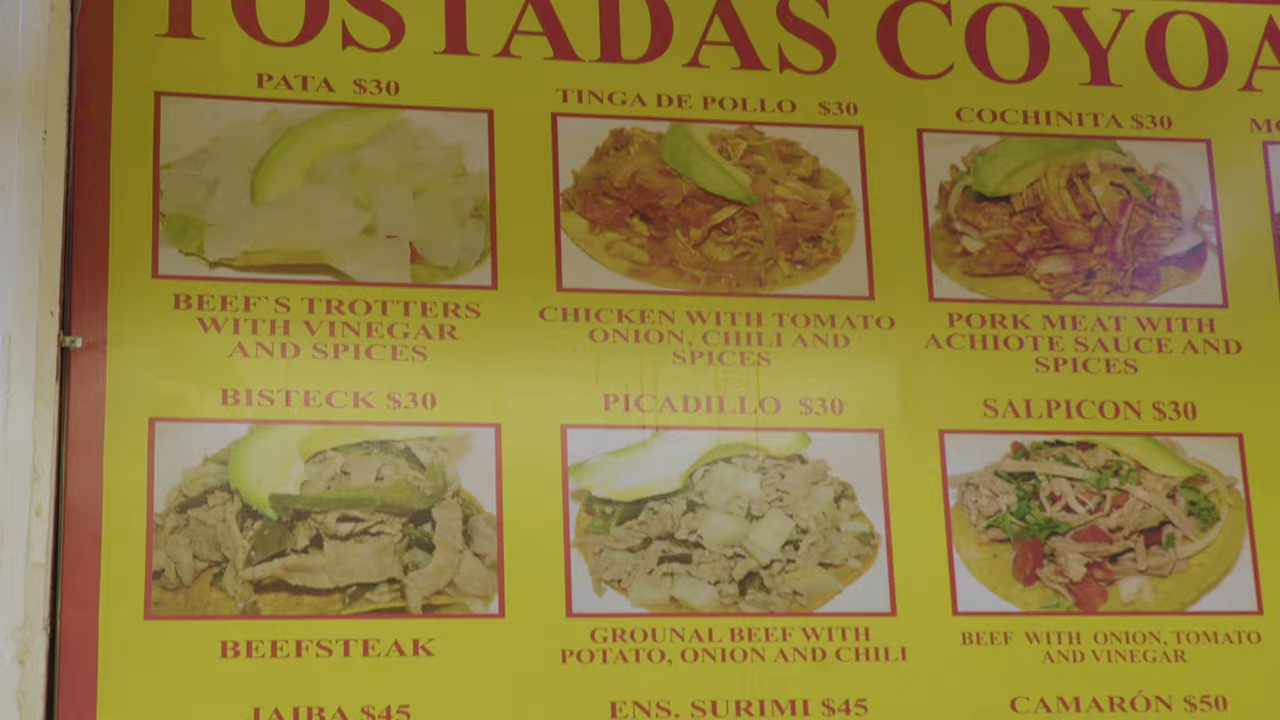 TOSTADAS COYOA
PATA $30
TINGA DE POLLO $30
COCHINITA $30
BEEF`S TROTTERS
WITH VINEGAR
AND SPICES
CHICKEN WITH TOMATO
ONION, CHILI AND
SPICES
PORK MEAT WITH
ACHIOTE SAUCE AND
SPICES
BISTECK $30
PICADILLO $30
SALPICON $30
BEEFSTEAK
GROUNAL BEEF WITH
POTATO, ONION AND CHILI
BEEF WITH ONION, TOMATO
AND VINEGAR
JAIBA $45
ENS. SURIMI $45
CAMARÓN $50